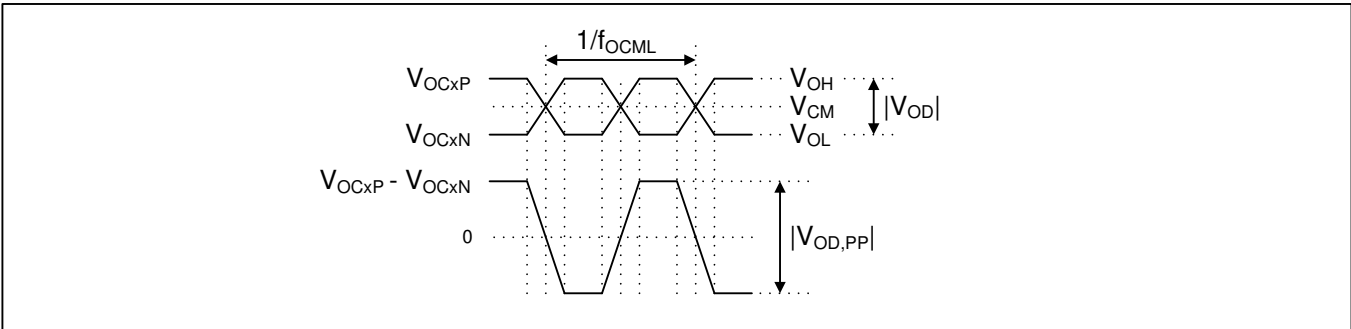 1/fOCML
VOCxP
VOH
VCM
|VOD|
VOCxN
VOL
VOCxP - VOCxN
0
|VOD,PP|